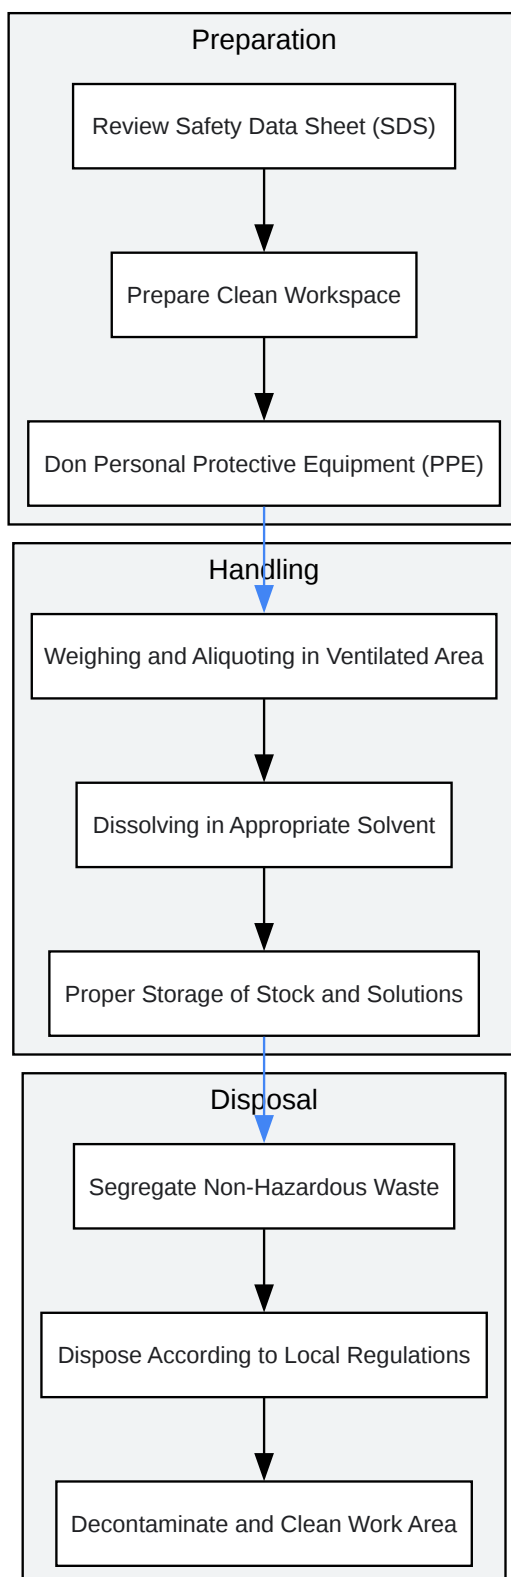 Preparation
Review Safety Data Sheet (SDS)
Prepare Clean Workspace
Don Personal Protective Equipment (PPE)
Handling
Weighing and Aliquoting in Ventilated Area
Dissolving in Appropriate Solvent
Proper Storage of Stock and Solutions
Disposal
Segregate Non-Hazardous Waste
Dispose According to Local Regulations
Decontaminate and Clean Work Area